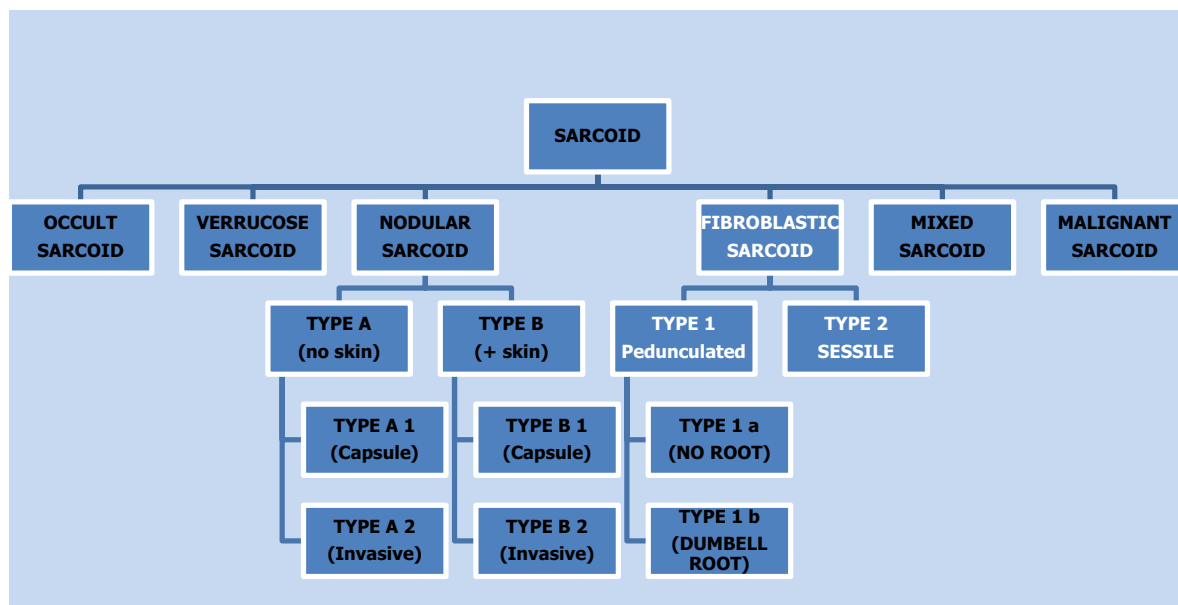 SARCOID
OCCULT
SARCOID
VERRUCOSE
SARCOID
NODULAR
SARCOID
FIBROBLASTIC
SARCOID
MIXED
SARCOID
MALIGNANT
SARCOID
TYPE A
(no skin)
TYPE B
(+ skin)
TYPE 1
Pedunculated
TYPE 2
SESSILE
TYPE A 1
(Capsule)
TYPE B 1
(Capsule)
TYPE 1 a
(NO ROOT)
TYPE A 2
(Invasive)
TYPE B 2
(Invasive)
TYPE 1 b
(DUMBELL
ROOT)